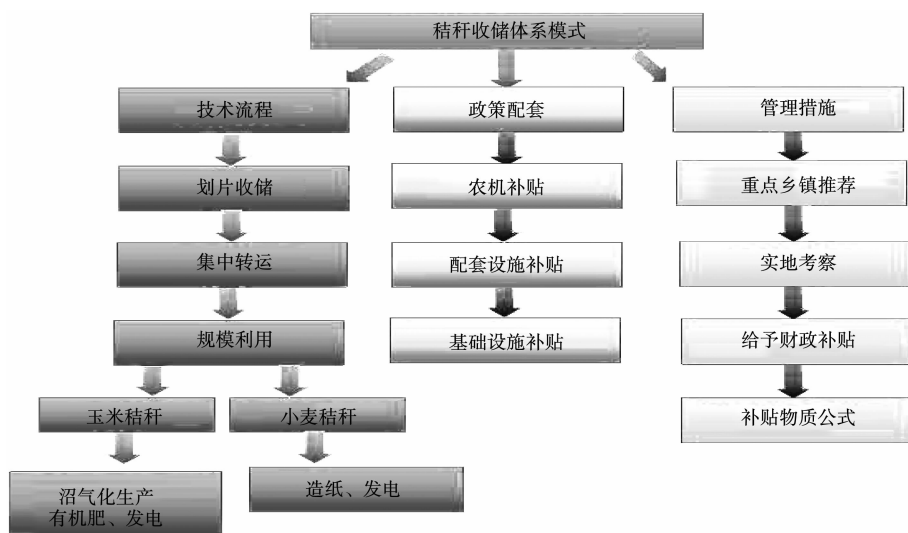 秸秆收储体系模式
技术流程
政策配套
管理措施
划片收储
农机补贴
重点乡镇推荐
集中转运
配套设施补贴
实地考察
规模利用
基础设施补贴
给予财政补贴
玉米秸秆
小麦秸秆
补贴物质公式
沼气化生产
有机肥、发电
造纸、发电